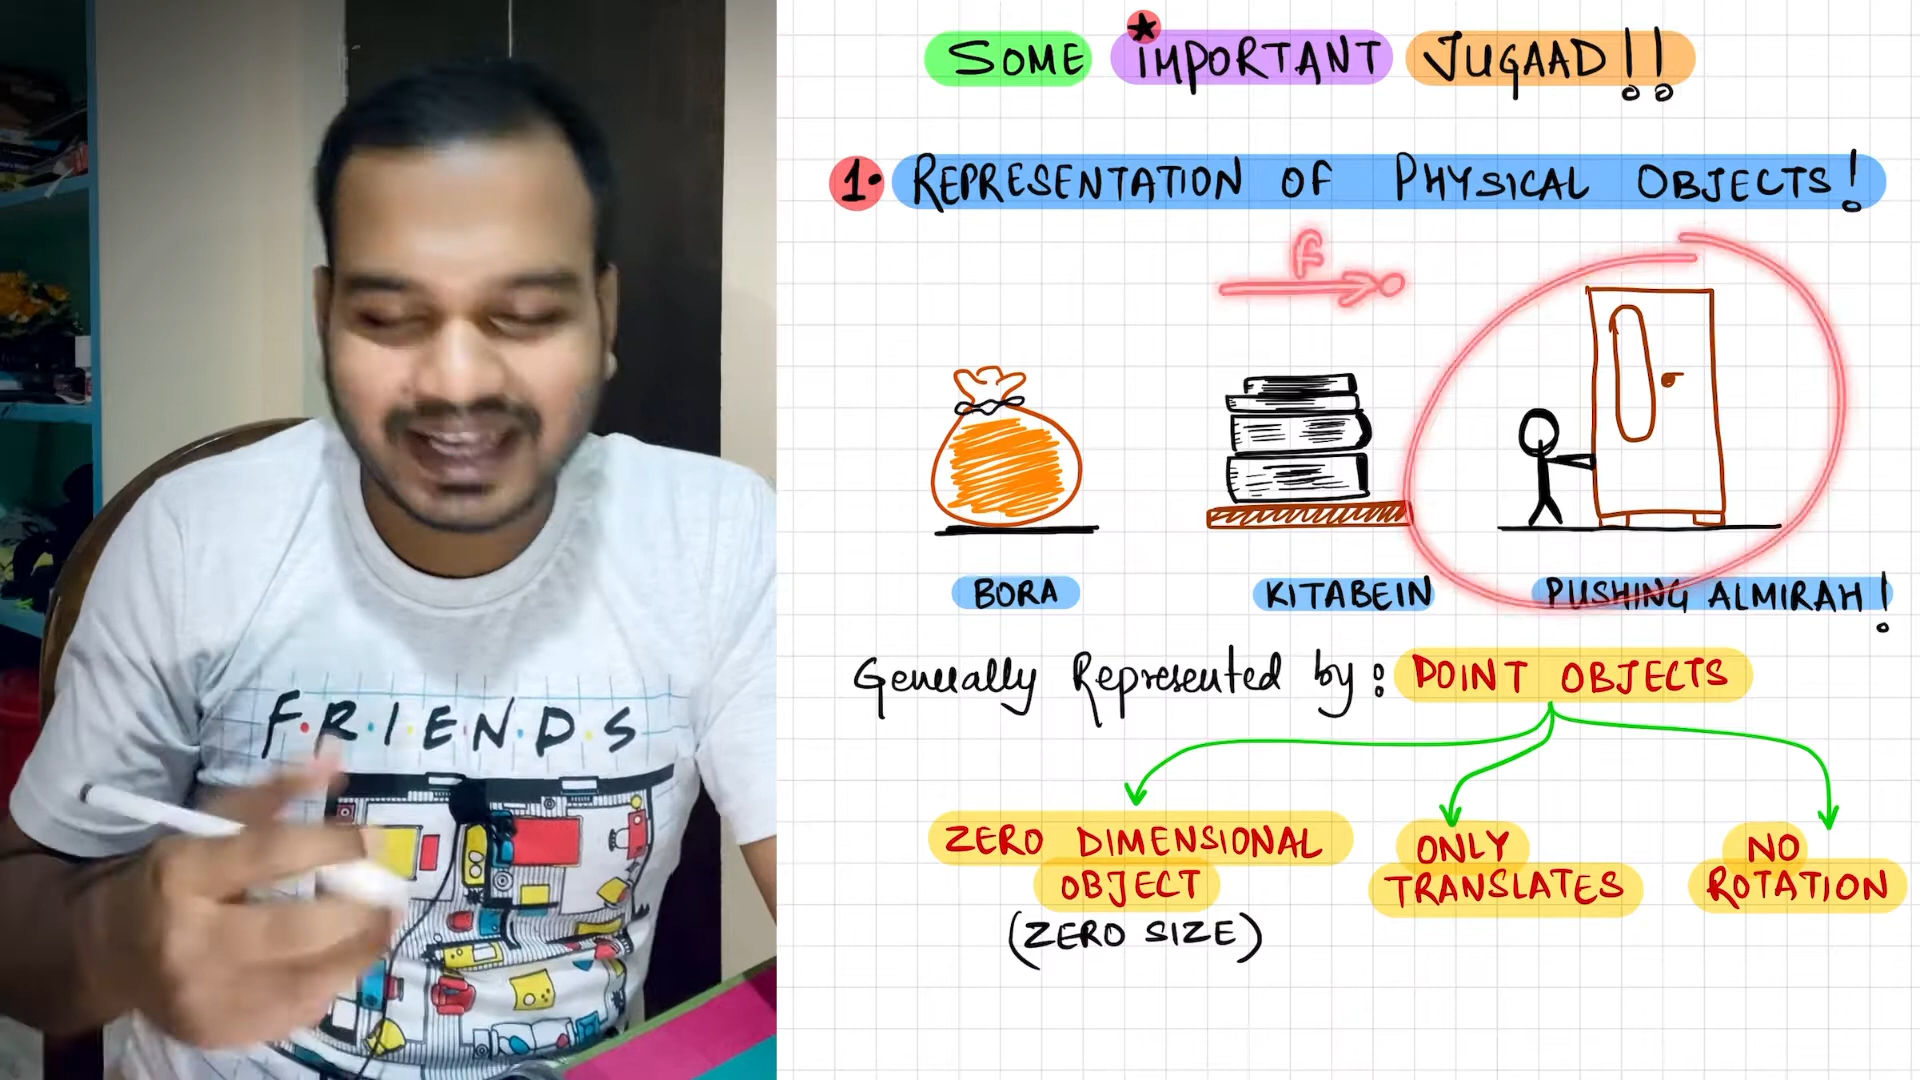 SOME IMPORTANT JUGAAD!!
1. REPRESENTATION OF PHYSICAL OBJECTS!
F
BORA
KITABEIN
PUSHING ALMIRAH!
Generally Represented by: POINT OBJECTS
ZERO DIMENSIONAL
OBJECT
(ZERO SIZE)
ONLY
TRANSLATES
NO
ROTATION
F.R.I.E.N.D.S